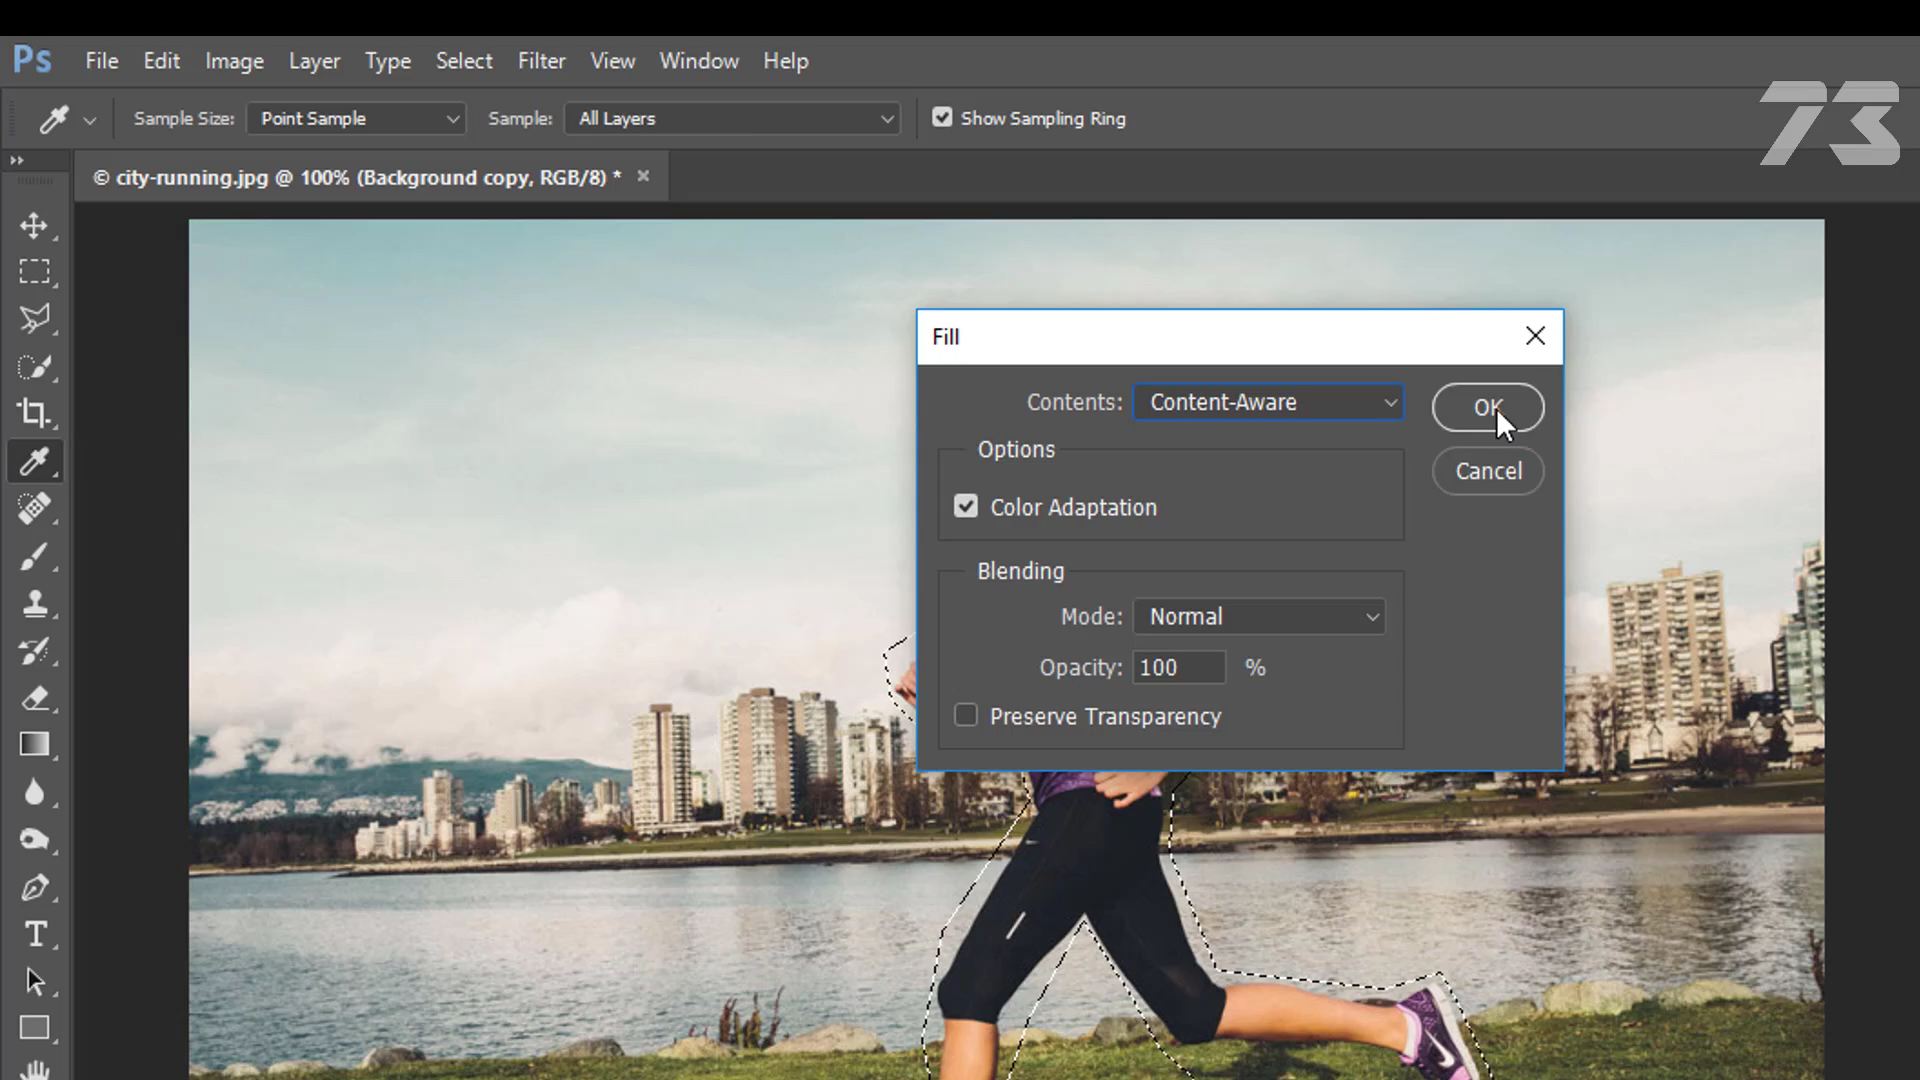 Ps File Edit Image Layer Type Select Filter View Window Help
73
Sample Size: Point Sample Sample: All Layers Show Sampling Ring
© city-running.jpg @ 100% (Background copy, RGB/8) * ×
Fill
Contents: Content-Aware
OK
Options
Cancel
Color Adaptation
Blending
Mode: Normal
Opacity: 100 %
Preserve Transparency
T